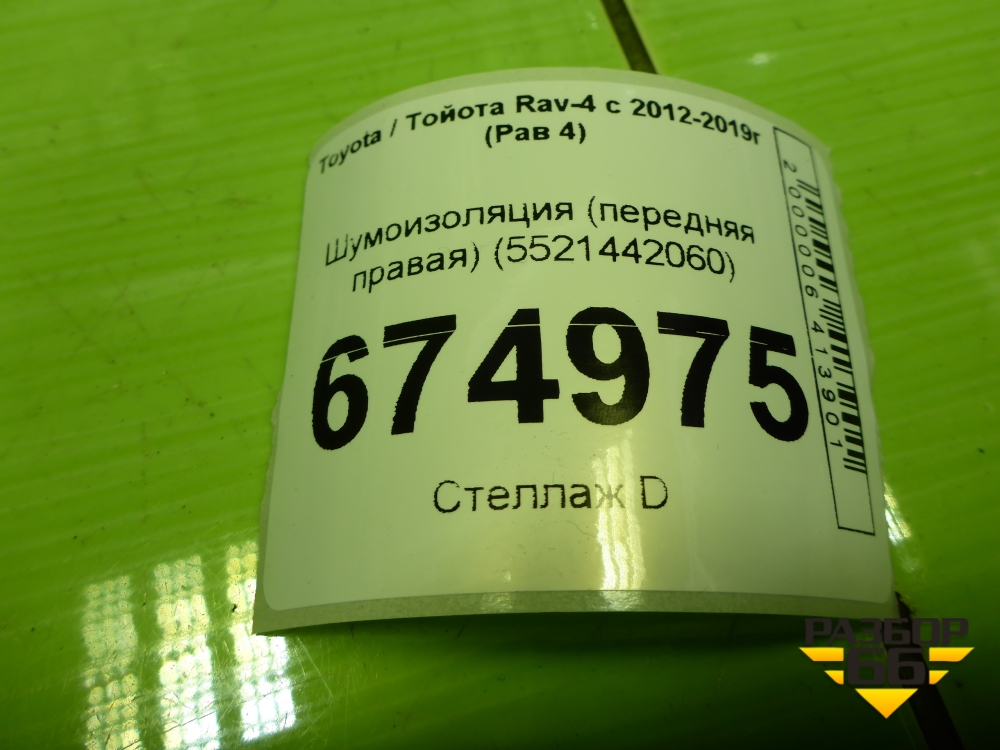 Toyota / Тойота Rav-4 с 2012-2019г
(Рав 4)
Шумоизоляция (передняя
правая) (5521442060)
674975
Стеллаж D
2000006413901
РАЗБОР
66